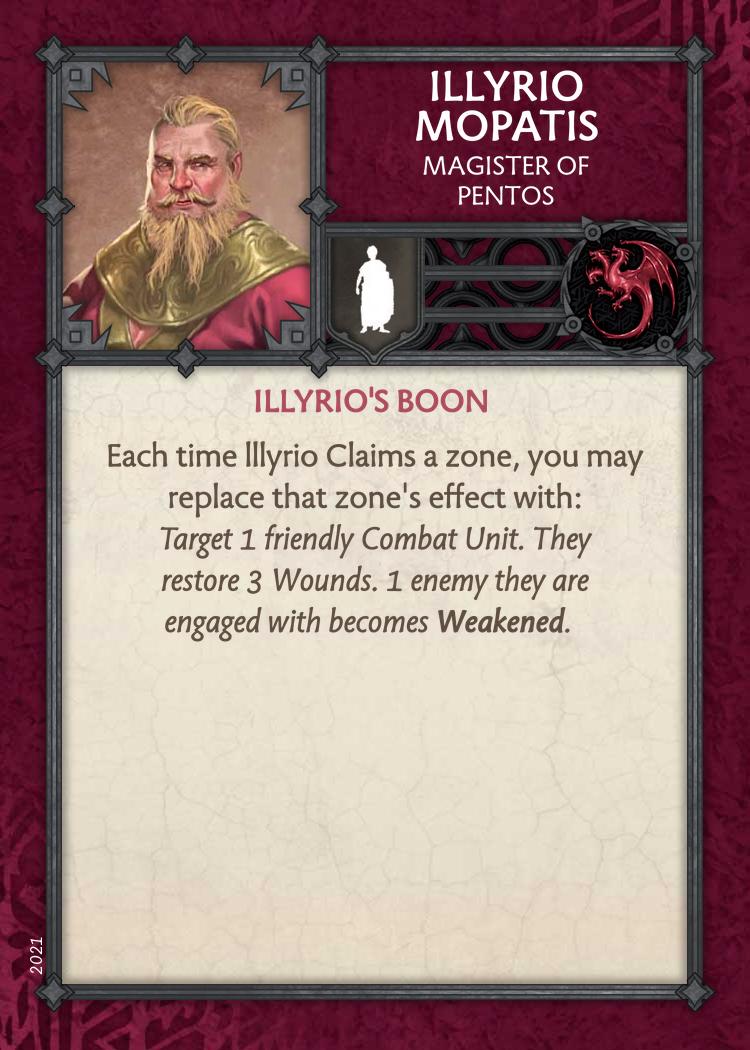 ILLYRIO
MOPATIS
MAGISTER OF
PENTOS
ILLYRIO'S BOON
Each time Illyrio Claims a zone, you may
replace that zone's effect with:
Target 1 friendly Combat Unit. They
restore 3 Wounds. 1 enemy they are
engaged with becomes Weakened.
2021